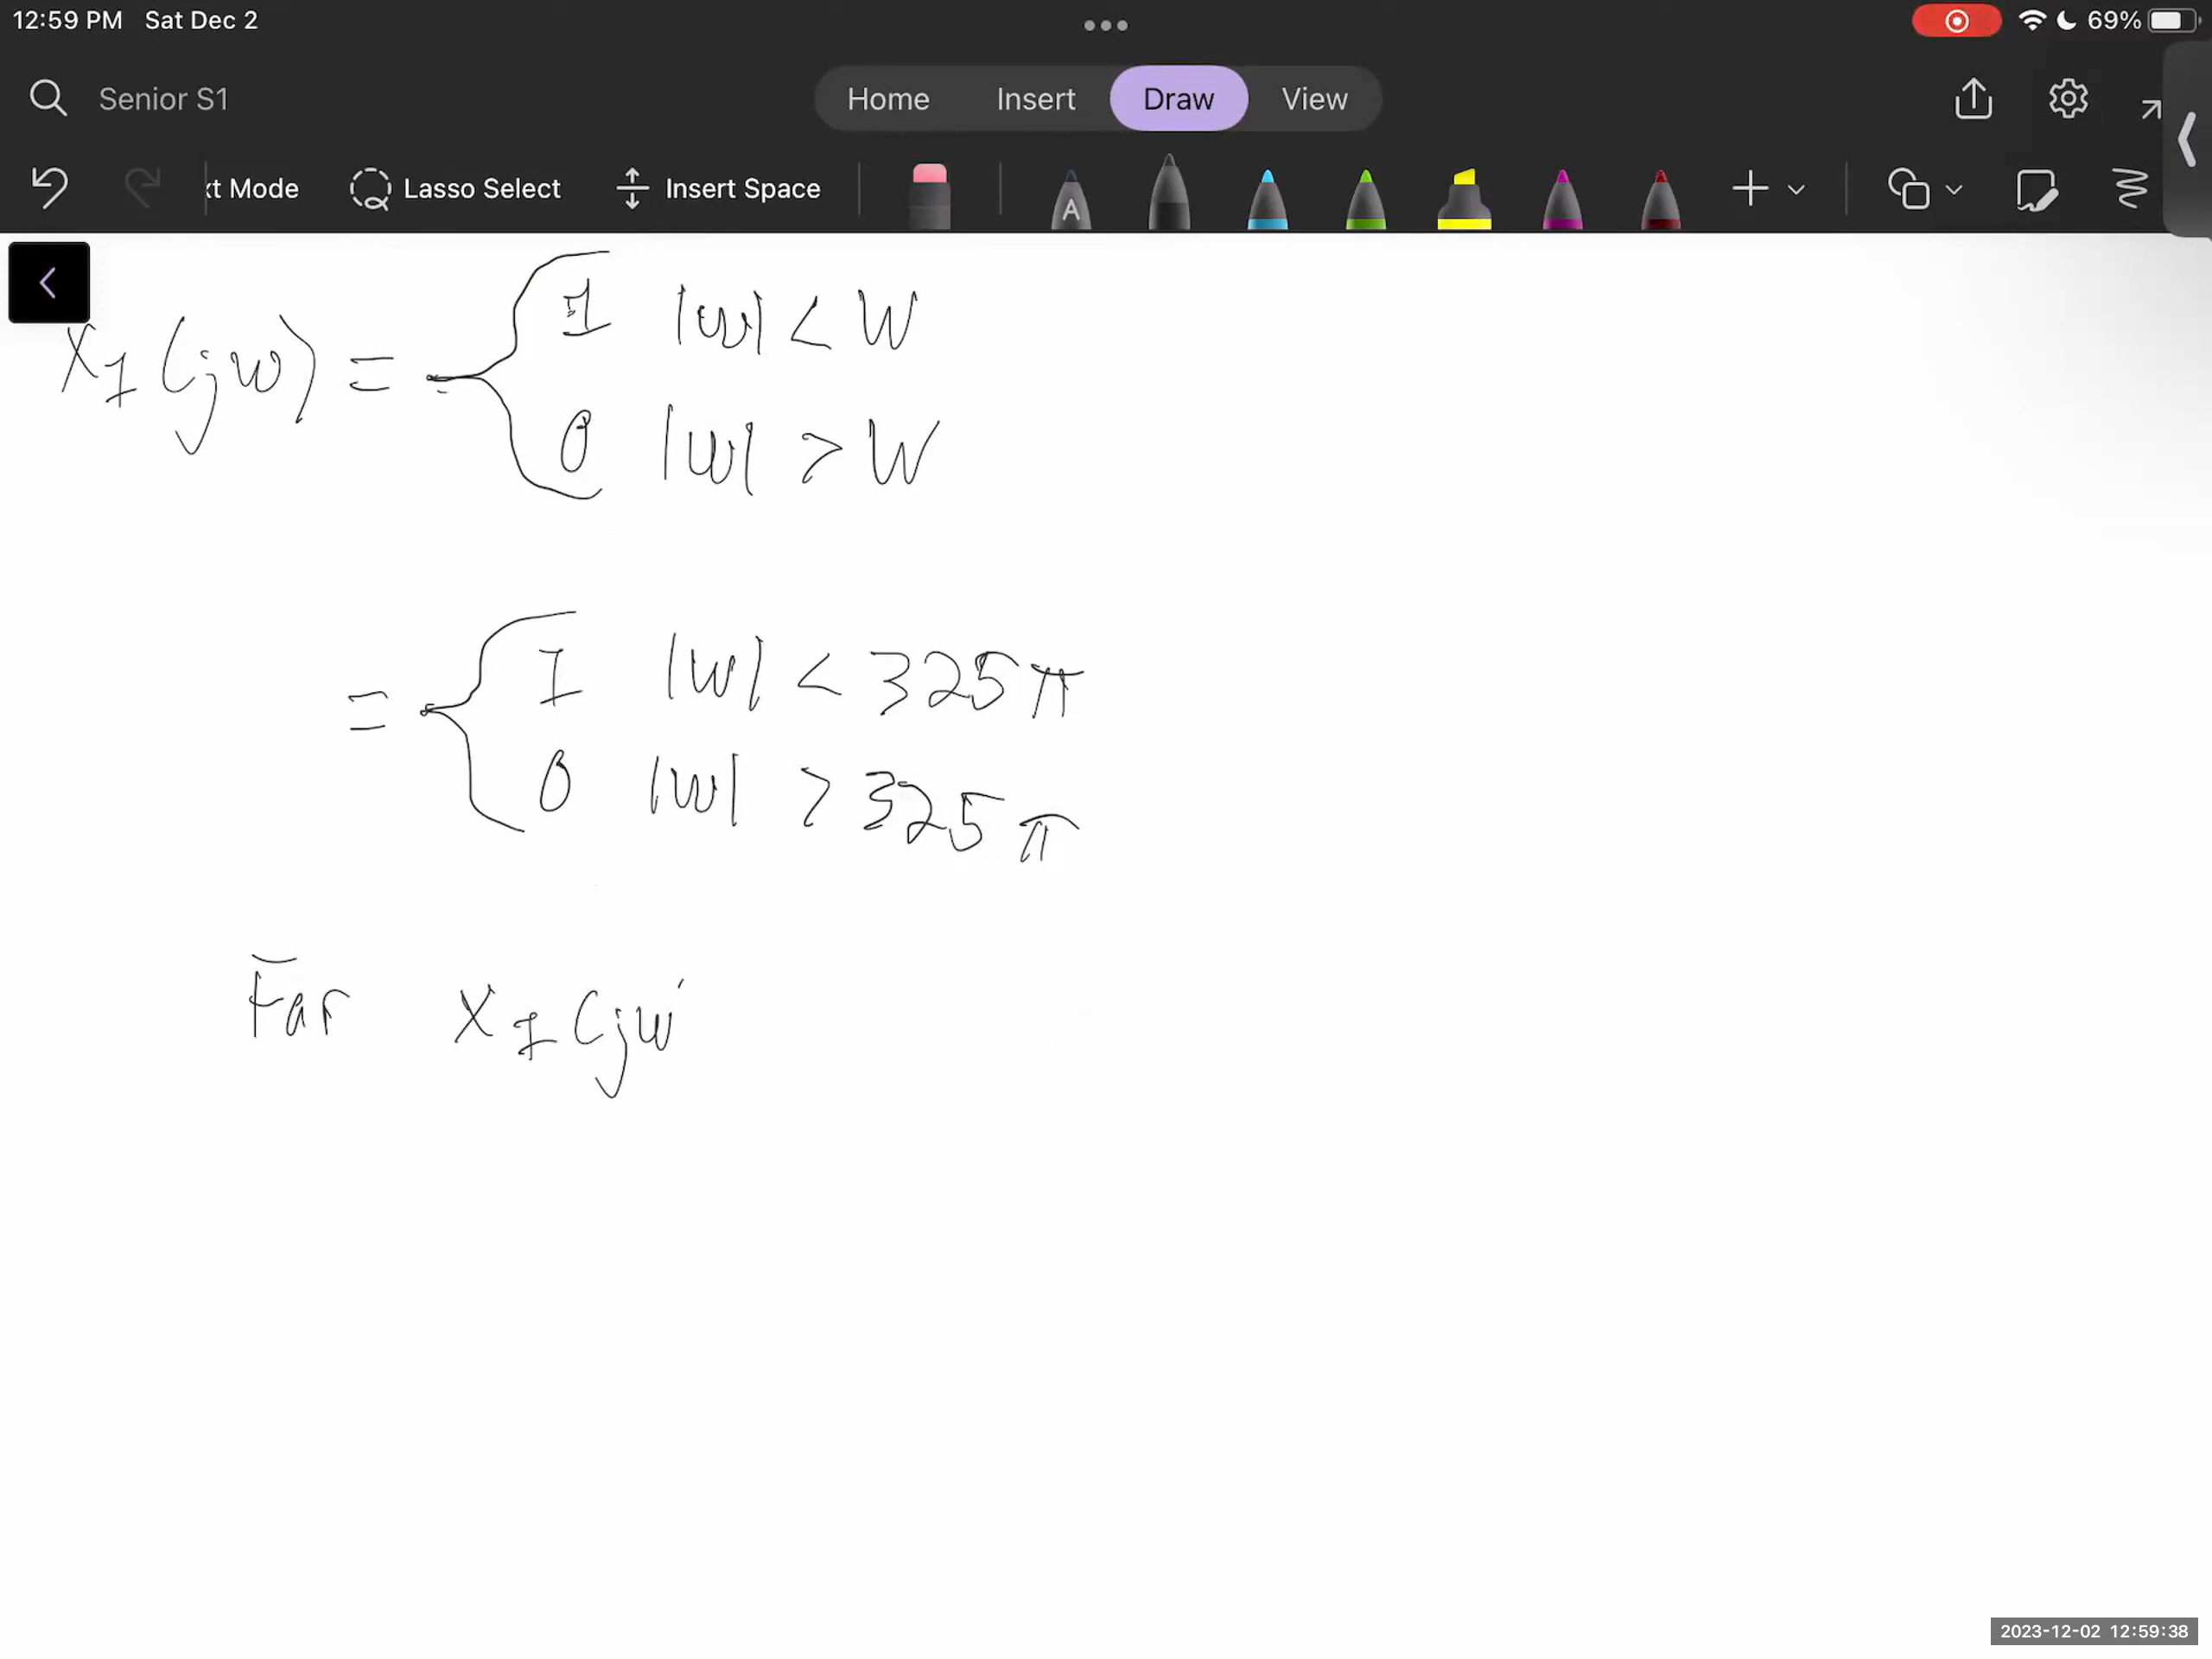 12:59 PM Sat Dec 2 69%
Senior S1 Home Insert Draw View
xt Mode Lasso Select Insert Space A
X₁(jw) = { 1 |w| < W
0 |w| > W
= { 1 |w| < 325π
0 |w| > 325π
For X₁(jw
2023-12-02 12:59:38